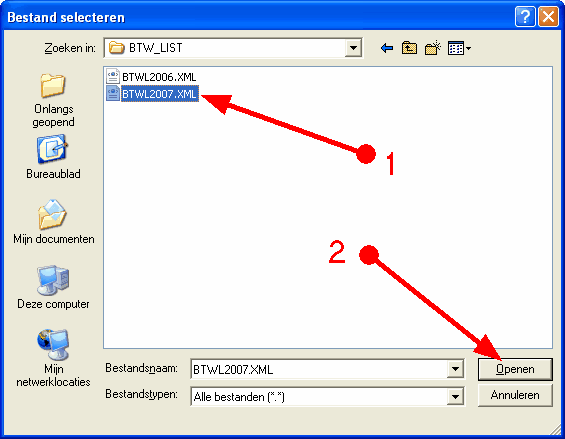 Bestand selecteren
Zoeken in: BTW_LIST
BTWL2006.XML
BTWL2007.XML
1
2
Onlangs
geopend
Bureaublad
Mijn documenten
Deze computer
Mijn
netwerklocaties
Bestandsnaam: BTWL2007.XML Openen
Bestandstypen: Alle bestanden (*.*) Annuleren